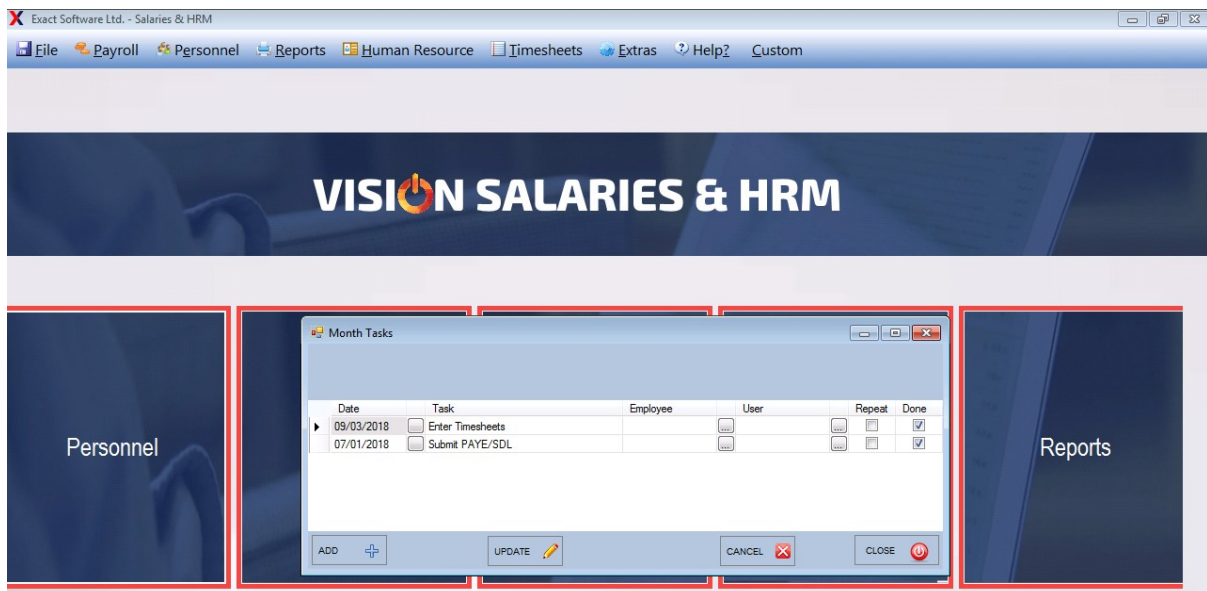 Exact Software Ltd. - Salaries & HRM
File Payroll Personnel Reports Human Resource Timesheets Extras Help? Custom
VISION SALARIES & HRM
Month Tasks
Date Task Employee User Repeat Done
09/03/2018 Enter Timesheets ... ...
07/01/2018 Submit PAYE/SDL ... ...
Personnel
Reports
ADD UPDATE CANCEL CLOSE